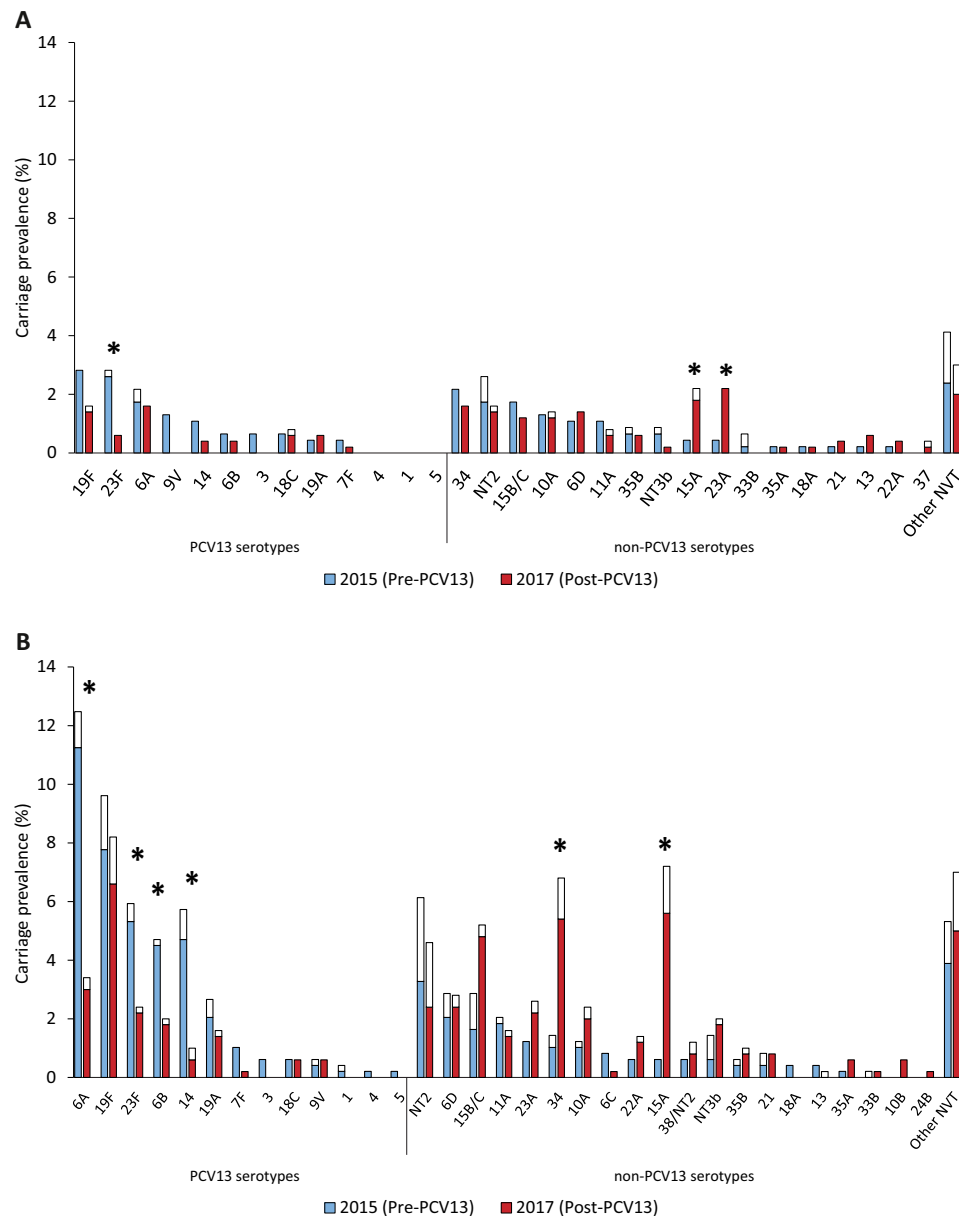 A
14
12
10
8
6
4
2
0
Carriage prevalence (%)
*
* *
19F 23F 6A 9V 14 6B 3 18C 19A 7F 4 1 5 34 NT2 15B/C 10A 6D 11A 35B NT3b 15A 23A 33B 35A 18A 21 13 22A 37 Other NVT
PCV13 serotypes non-PCV13 serotypes
2015 (Pre-PCV13) 2017 (Post-PCV13)
B
14
12
10
8
6
4
2
0
Carriage prevalence (%)
*
* * * * *
6A 19F 23F 6B 14 19A 7F 3 18C 9V 1 4 5 NT2 6D 15B/C 11A 23A 34 10A 6C 22A 15A 38/NT2 NT3b 35B 21 18A 13 35A 33B 10B 24B Other NVT
PCV13 serotypes non-PCV13 serotypes
2015 (Pre-PCV13) 2017 (Post-PCV13)